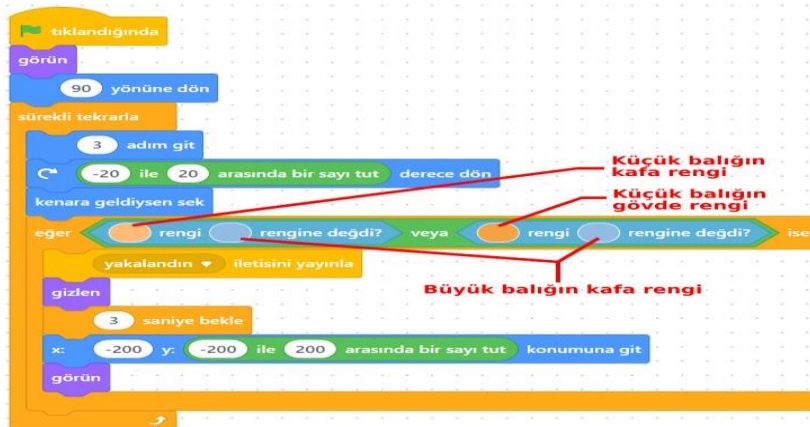 tıklandığında
görün
90 yönüne dön
sürekli tekrarla
3 adım git
-20 ile 20 arasında bir sayı tut derece dön
kenara geldiysen sek
eğer rengi rengine değdi? veya rengi rengine değdi? ise
yakalandın iletisini yayınla
gizlen
3 saniye bekle
x: -200 y: -200 ile 200 arasında bir sayı tut konumuna git
görün
Küçük balığın
kafa rengi
Küçük balığın
gövde rengi
Büyük balığın kafa rengi